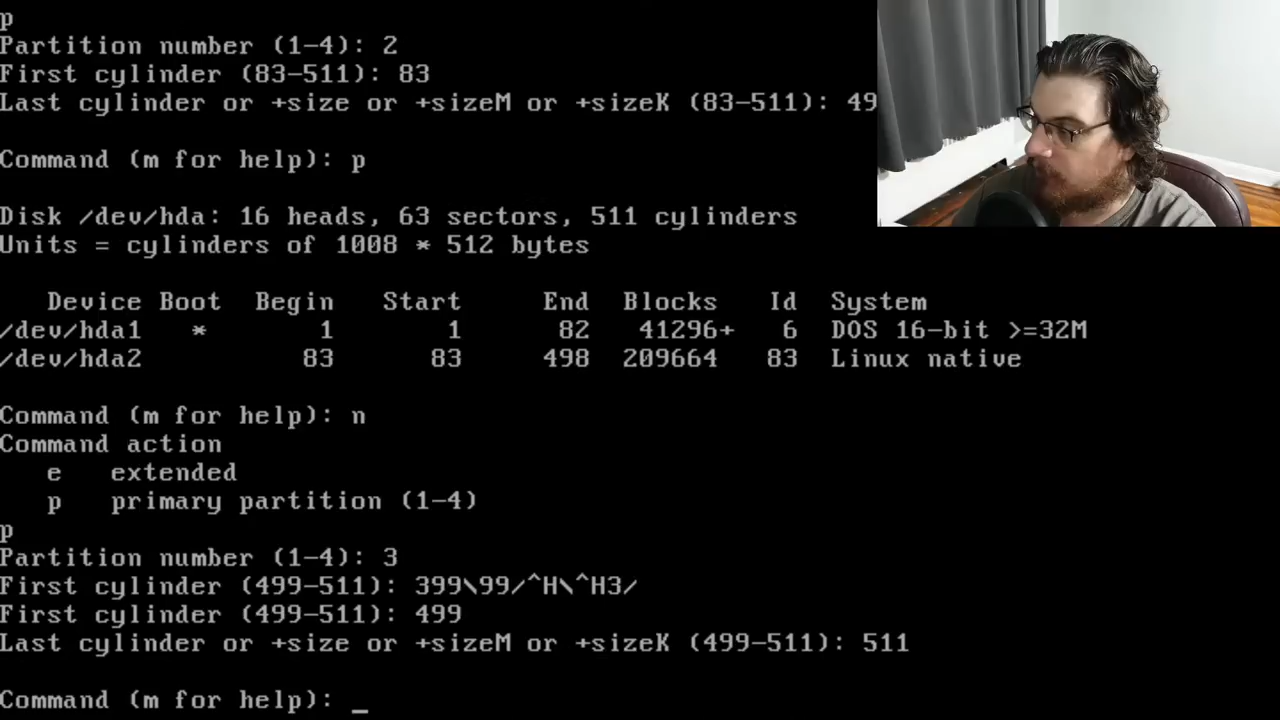 p
Partition number (1-4): 2
First cylinder (83-511): 83
Last cylinder or +size or +sizeM or +sizeK (83-511): 49

Command (m for help): p

Disk /dev/hda: 16 heads, 63 sectors, 511 cylinders
Units = cylinders of 1008 * 512 bytes

   Device Boot   Begin    Start      End   Blocks   Id  System
/dev/hda1   *        1        1       82    41296+   6  DOS 16-bit >=32M
/dev/hda2           83       83      498   209664   83  Linux native

Command (m for help): n
Command action
   e   extended
   p   primary partition (1-4)
p
Partition number (1-4): 3
First cylinder (499-511): 399\99/^H\^H3/
First cylinder (499-511): 499
Last cylinder or +size or +sizeM or +sizeK (499-511): 511

Command (m for help): _